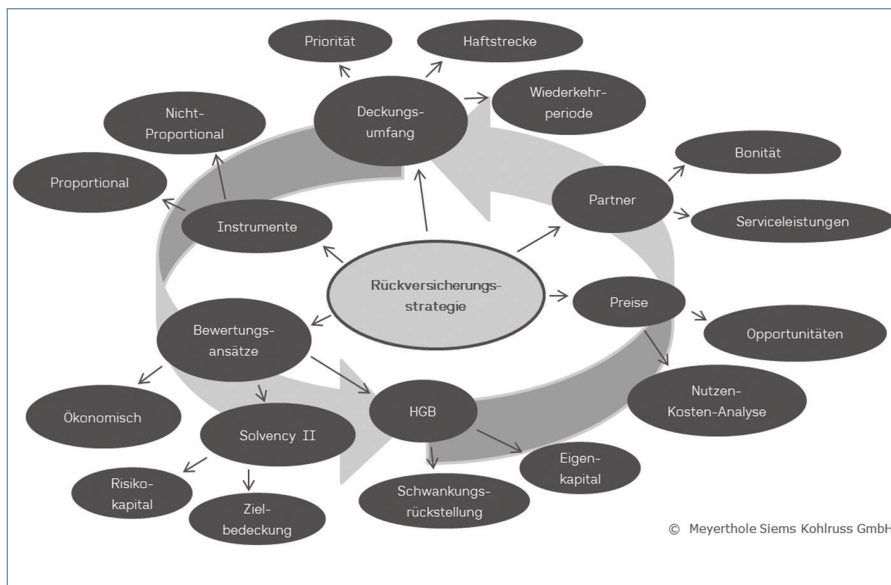 Priorität
Haftstrecke
Deckungs-
umfang
Wiederkehr-
periode
Nicht-
Proportional
Proportional
Instrumente
Partner
Bonität
Serviceleistungen
Rückversicherungs-
strategie
Preise
Opportunitäten
Nutzen-
Kosten-Analyse
Bewertungs-
ansätze
Ökonomisch
Solvency II
HGB
Risiko-
kapital
Ziel-
bedeckung
Schwankungs-
rückstellung
Eigen-
kapital
© Meyerthole Siems Kohlruss GmbH